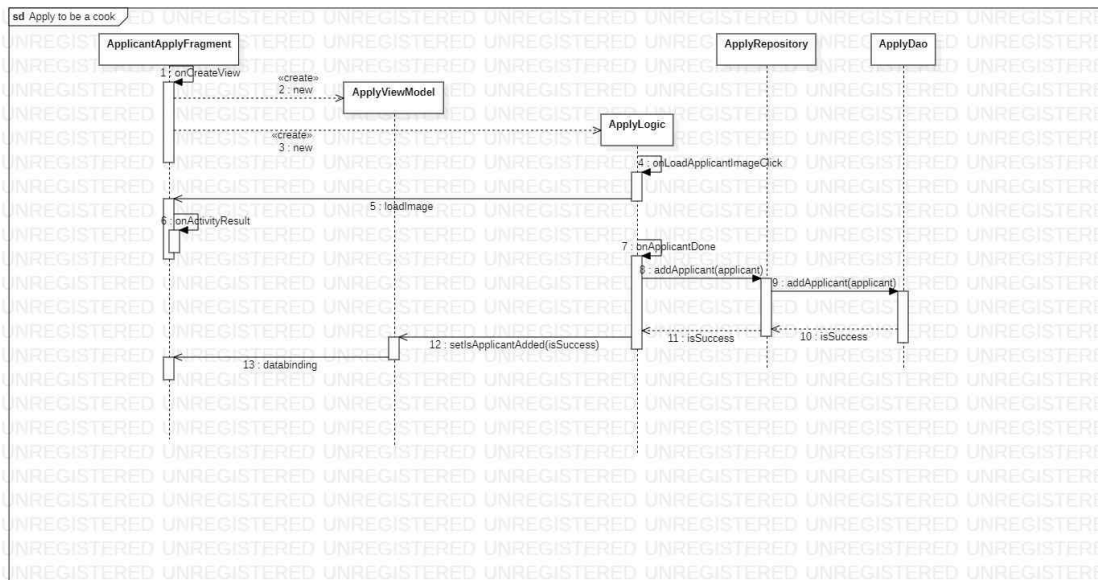 sd Apply to be a cook
ApplicantApplyFragment
ApplyRepository
ApplyDao
1 : onCreateView
«create»
2 : new
ApplyViewModel
ApplyLogic
«create»
3 : new
4 : onLoadApplicantImageClick
5 : loadImage
6 : onActivityResult
7 : onApplicantDone
8 : addApplicant(applicant)
9 : addApplicant(applicant)
10 : isSuccess
11 : isSuccess
12 : setIsApplicantAdded(isSuccess)
13 : databinding
UNREGISTERED